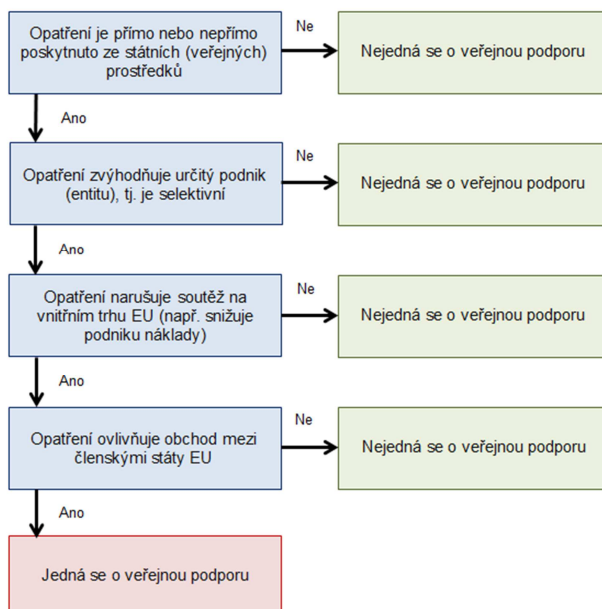 Opatření je přímo nebo nepřímo
poskytnuto ze státních (veřejných)
prostředků
Ne
Nejedná se o veřejnou podporu
Ano
Opatření zvýhodňuje určitý podnik
(entitu), tj. je selektivní
Ne
Nejedná se o veřejnou podporu
Ano
Opatření narušuje soutěž na
vnitřním trhu EU (např. snižuje
podniku náklady)
Ne
Nejedná se o veřejnou podporu
Ano
Opatření ovlivňuje obchod mezi
členskými státy EU
Ne
Nejedná se o veřejnou podporu
Ano
Jedná se o veřejnou podporu